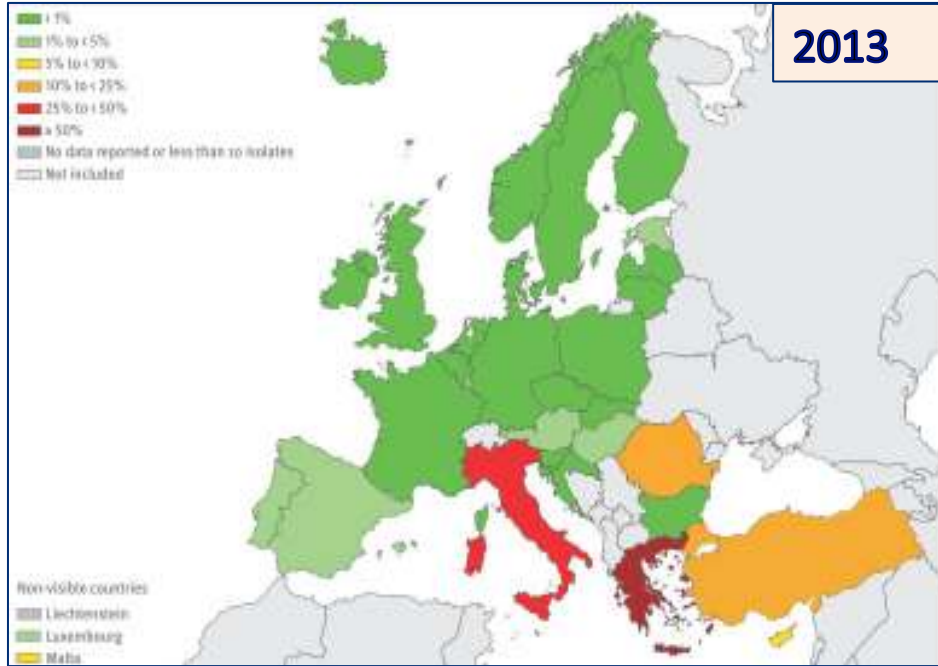 2013
< 1%
1% to < 5%
5% to < 10%
10% to < 25%
25% to < 50%
≥ 50%
No data reported or less than 10 isolates
Not included
Non-visible countries
Liechtenstein
Luxembourg
Malta